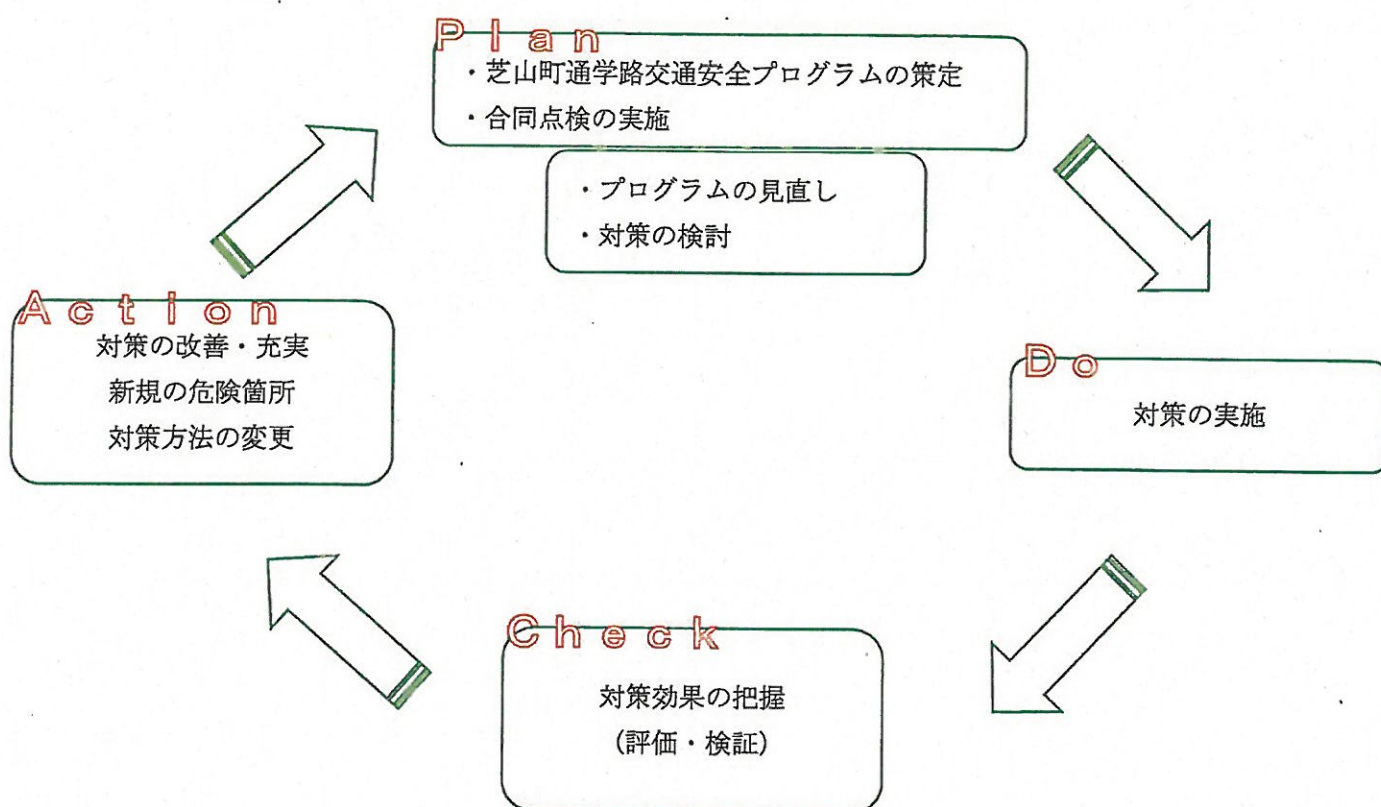 Plan
・芝山町通学路交通安全プログラムの策定
・合同点検の実施
・プログラムの見直し
・対策の検討
Action
対策の改善・充実
新規の危険箇所
対策方法の変更
Do
対策の実施
Check
対策効果の把握
(評価・検証)